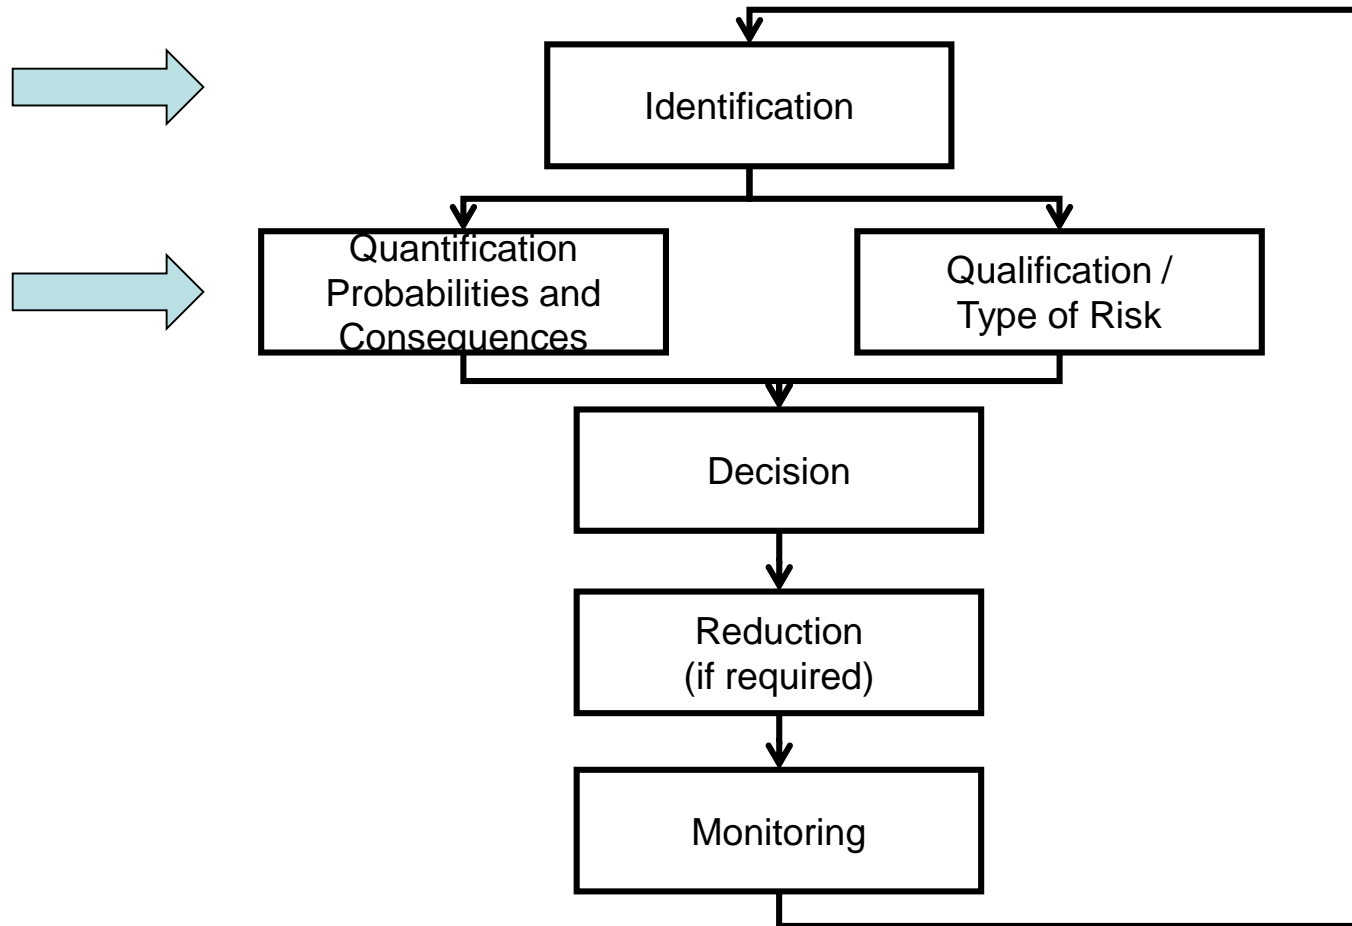 Identification
Quantification
Probabilities and
Consequences
Qualification /
Type of Risk
Decision
Reduction
(if required)
Monitoring